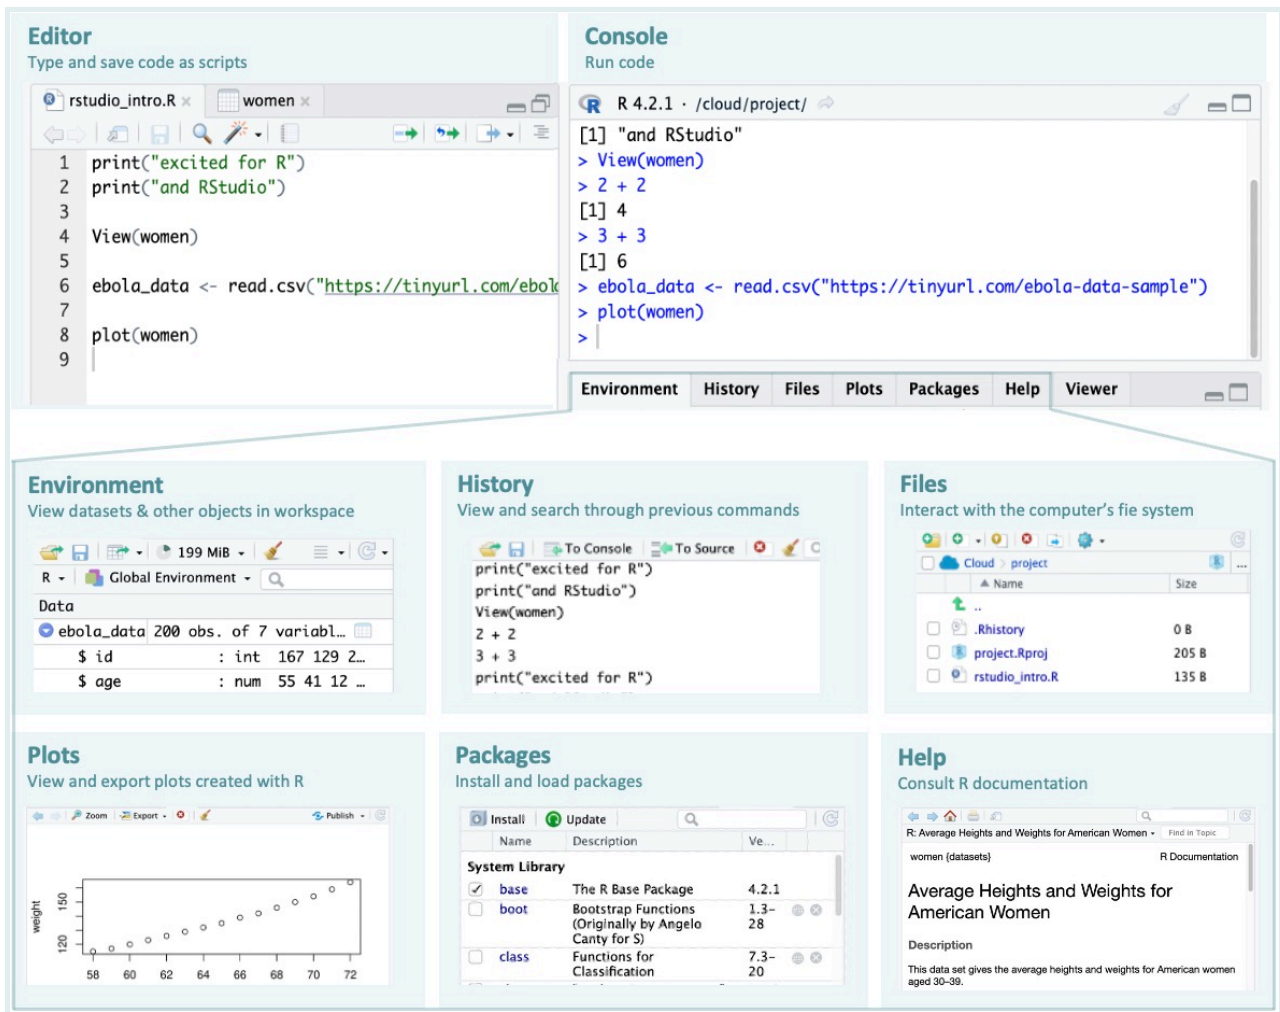 Editor
Type and save code as scripts
rstudio_intro.R
women
1 print("excited for R")
2 print("and RStudio")
3
4 View(women)
5
6 ebola_data <- read.csv("https://tinyurl.com/ebol
7
8 plot(women)
9
Console
Run code
R 4.2.1 · /cloud/project/
[1] "and RStudio"
> View(women)
> 2 + 2
[1] 4
> 3 + 3
[1] 6
> ebola_data <- read.csv("https://tinyurl.com/ebola-data-sample")
> plot(women)
>
Environment History Files Plots Packages Help Viewer
Environment
View datasets & other objects in workspace
199 MiB
R Global Environment
Data
ebola_data 200 obs. of 7 variabl…
$ id : int 167 129 2…
$ age : num 55 41 12 …
History
View and search through previous commands
To Console To Source
print("excited for R")
print("and RStudio")
View(women)
2 + 2
3 + 3
print("excited for R")
Files
Interact with the computer's fie system
Cloud > project ...
Name Size
..
.Rhistory 0 B
project.Rproj 205 B
rstudio_intro.R 135 B
Plots
View and export plots created with R
Zoom Export Publish
weight
150
120
58 60 62 64 66 68 70 72
Packages
Install and load packages
Install Update
Name Description Ve...
System Library
base The R Base Package 4.2.1
boot Bootstrap Functions 1.3-
(Originally by Angelo 28
Canty for S)
class Functions for 7.3-
Classification 20
Help
Consult R documentation
R: Average Heights and Weights for American Women Find in Topic
women {datasets} R Documentation
Average Heights and Weights for
American Women
Description
This data set gives the average heights and weights for American women
aged 30–39.